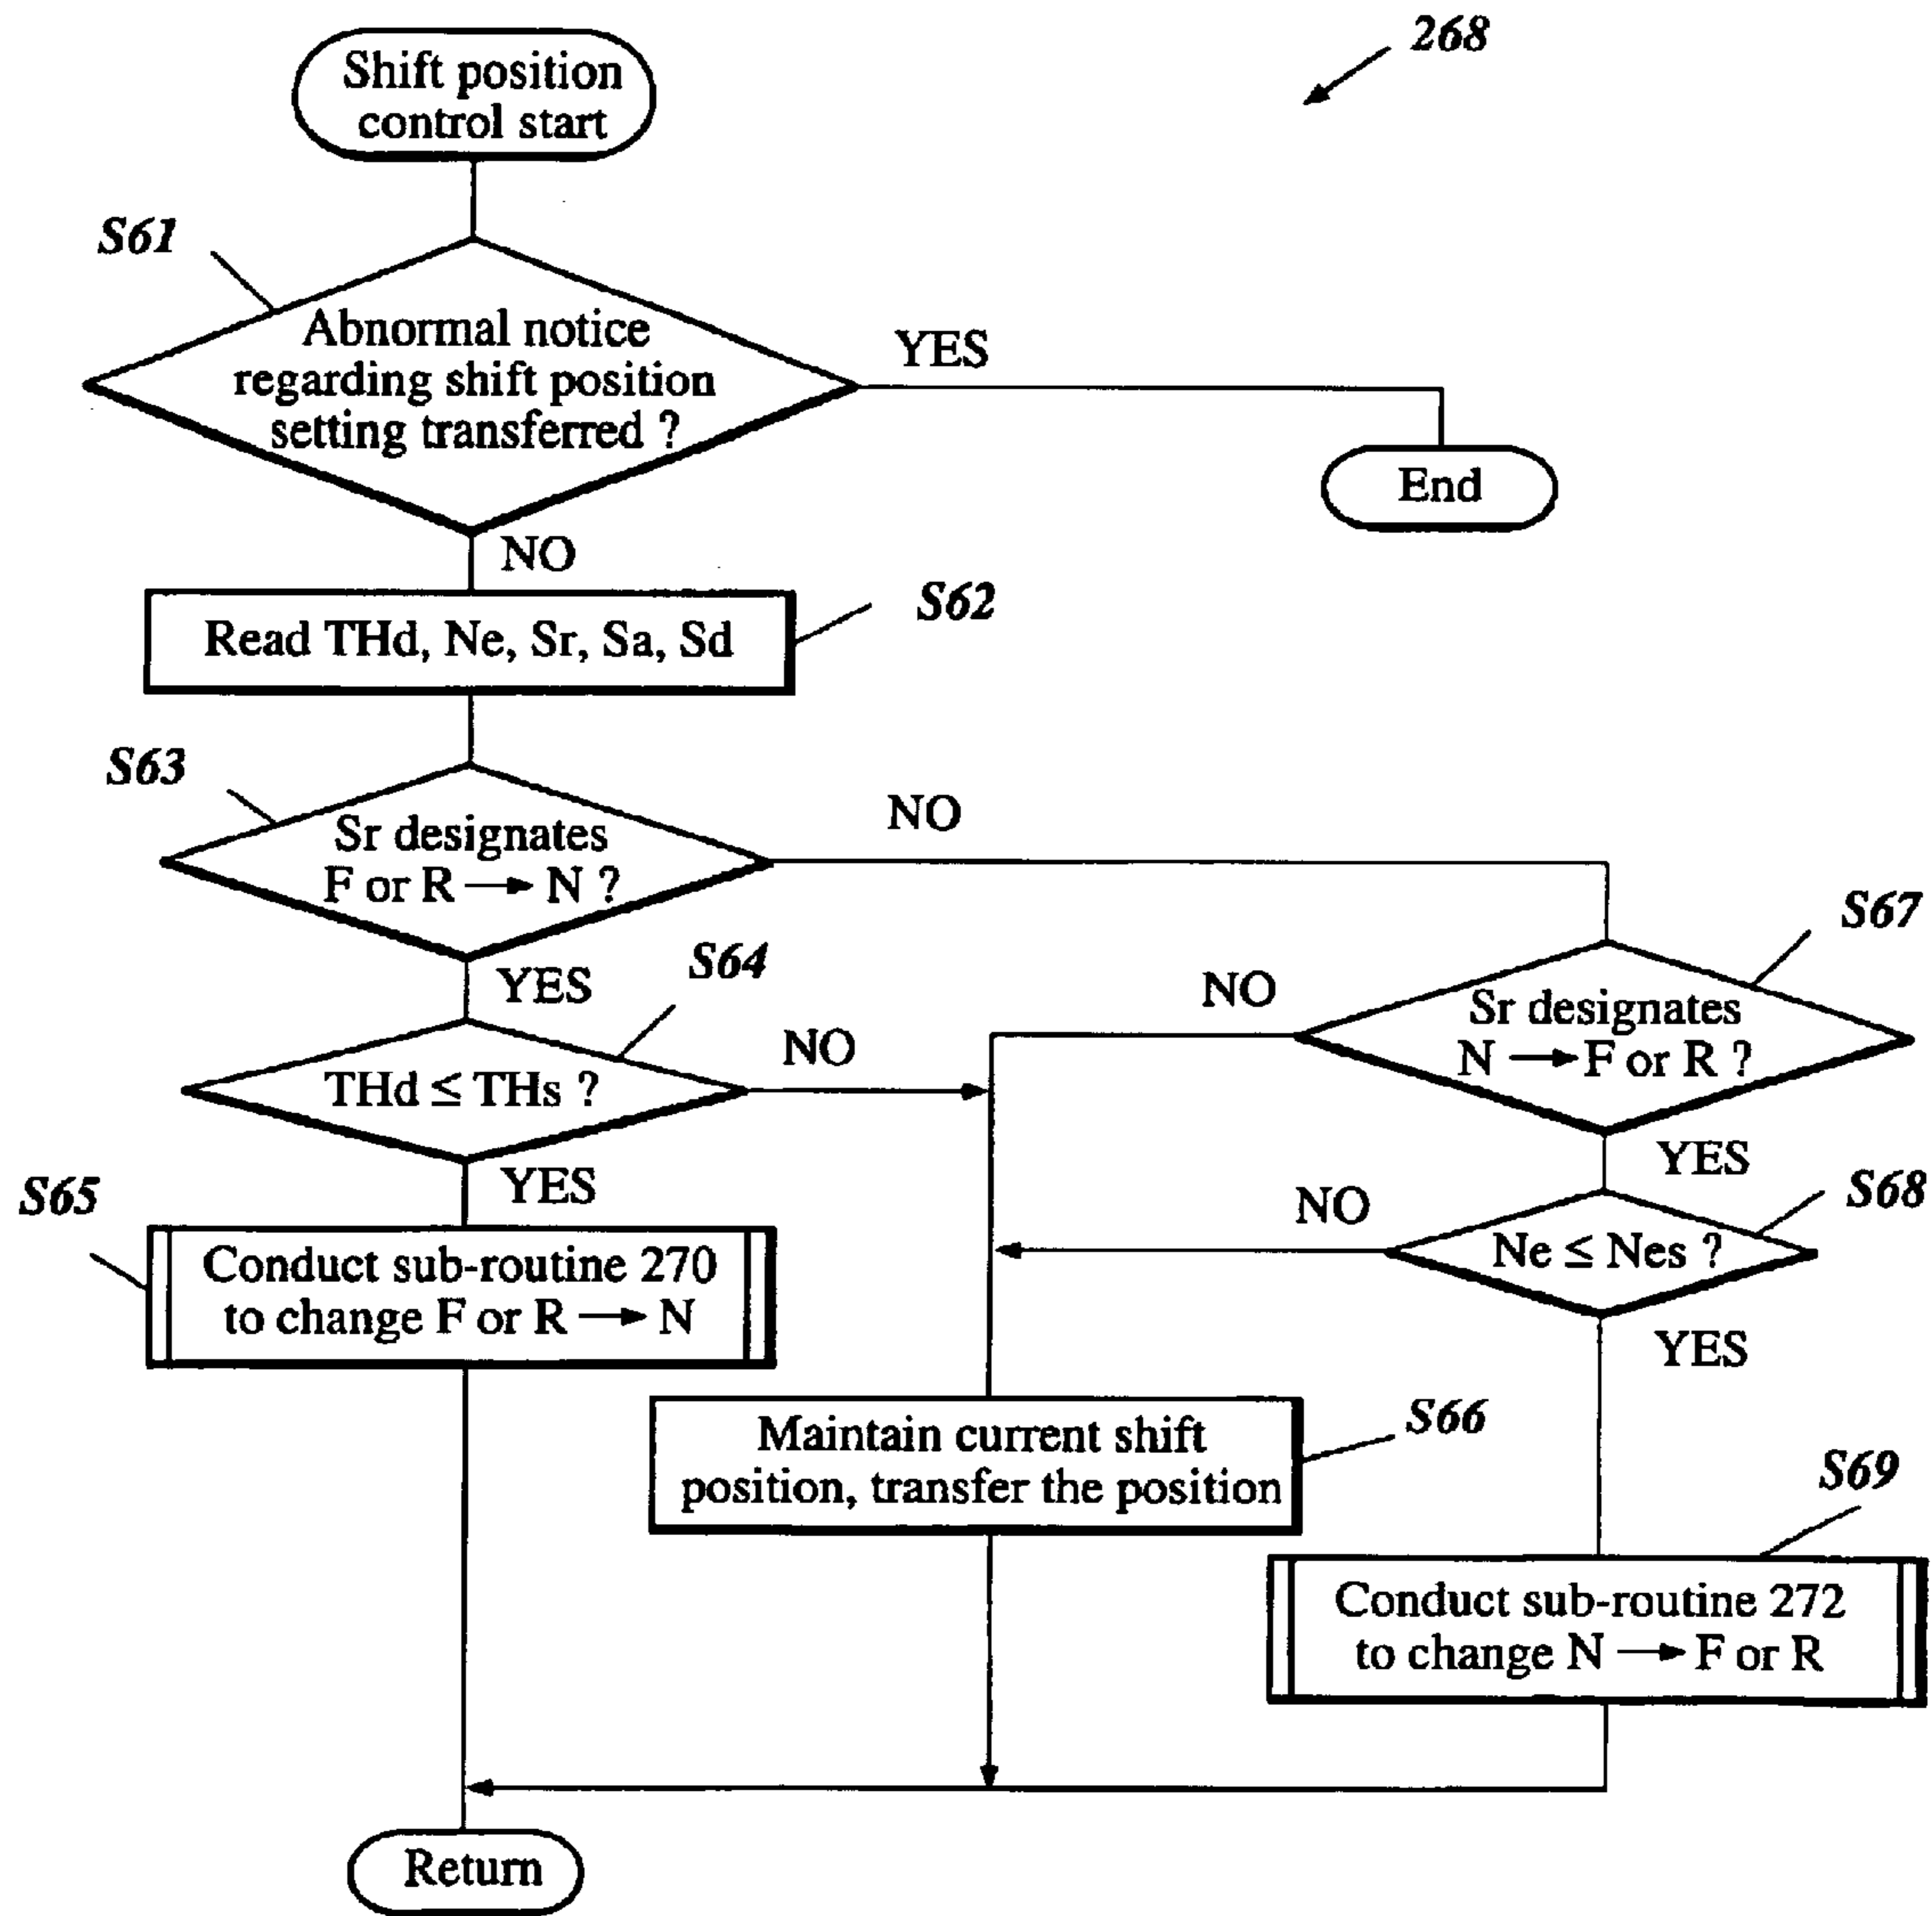 268
Shift position
control start
S61
Abnormal notice
regarding shift position
setting transferred ?
YES
End
NO
S62
Read THd, Ne, Sr, Sa, Sd
S63
Sr designates
F or R → N ?
NO
YES
S64
THd ≤ THs ?
NO
S67
Sr designates
N → F or R ?
NO
YES
YES
S65
Conduct sub-routine 270
to change F or R → N
S68
Ne ≤ Nes ?
NO
YES
S66
Maintain current shift
position, transfer the position
S69
Conduct sub-routine 272
to change N → F or R
Return